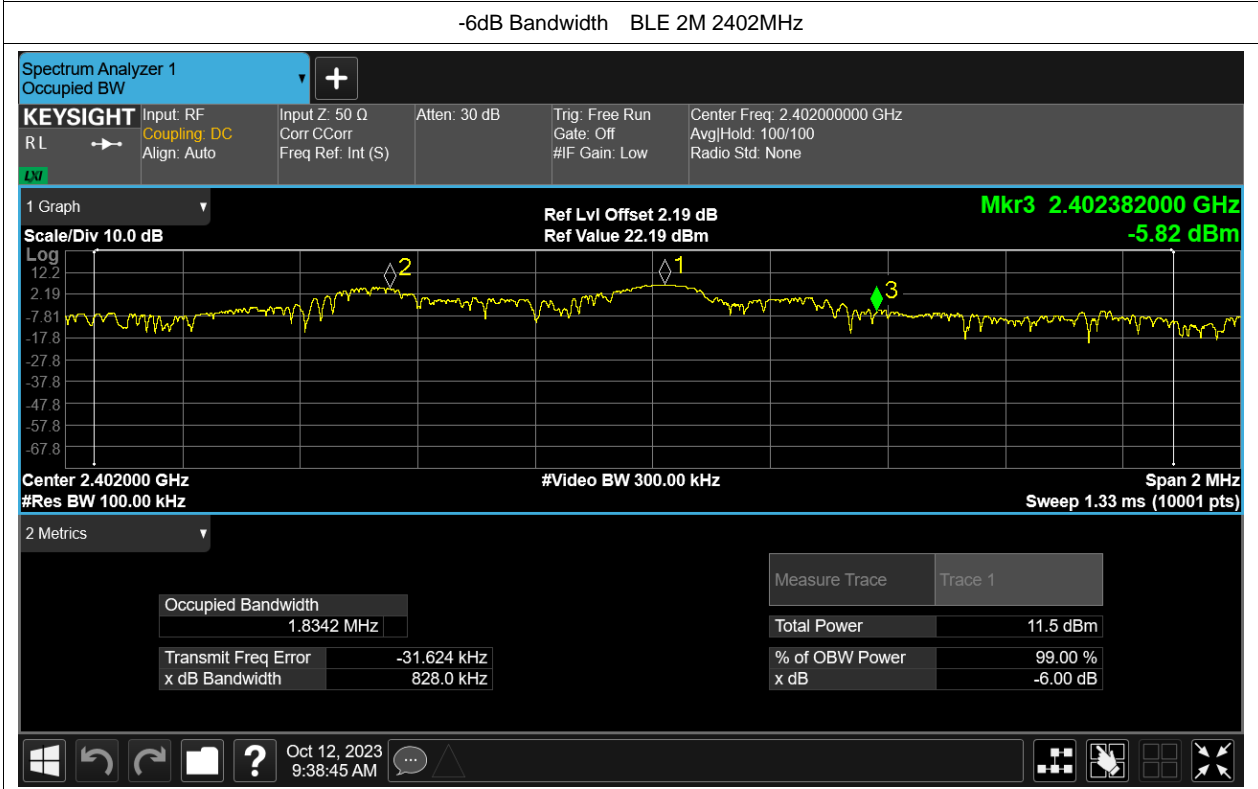 -6dB Bandwidth BLE 2M 2402MHz
Spectrum Analyzer 1
Occupied BW
+
KEYSIGHT
RL
LXI
Input: RF
Coupling: DC
Align: Auto
Input Z: 50 Ω
Corr CCorr
Freq Ref: Int (S)
Atten: 30 dB
Trig: Free Run
Gate: Off
#IF Gain: Low
Center Freq: 2.402000000 GHz
Avg|Hold: 100/100
Radio Std: None
1 Graph
Scale/Div 10.0 dB
Ref Lvl Offset 2.19 dB
Ref Value 22.19 dBm
Mkr3 2.402382000 GHz
-5.82 dBm
Log
12.2
2.19
-7.81
-17.8
-27.8
-37.8
-47.8
-57.8
-67.8
2
1
3
Center 2.402000 GHz
#Res BW 100.00 kHz
#Video BW 300.00 kHz
Span 2 MHz
Sweep 1.33 ms (10001 pts)
2 Metrics
Measure Trace Trace 1
Occupied Bandwidth
1.8342 MHz
Total Power 11.5 dBm
Transmit Freq Error -31.624 kHz
% of OBW Power 99.00 %
x dB Bandwidth 828.0 kHz
x dB -6.00 dB
?
Oct 12, 2023
9:38:45 AM